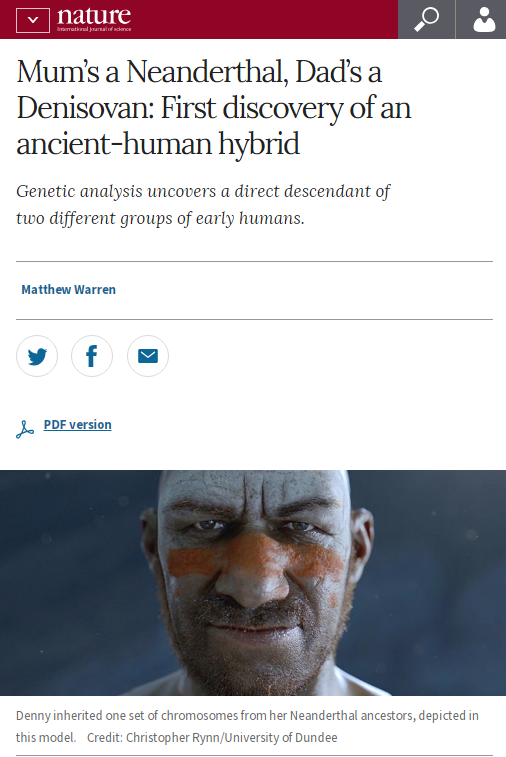 nature
International journal of science
Mum’s a Neanderthal, Dad’s a
Denisovan: First discovery of an
ancient-human hybrid
Genetic analysis uncovers a direct descendant of
two different groups of early humans.
Matthew Warren
PDF version
Denny inherited one set of chromosomes from her Neanderthal ancestors, depicted in
this model. Credit: Christopher Rynn/University of Dundee